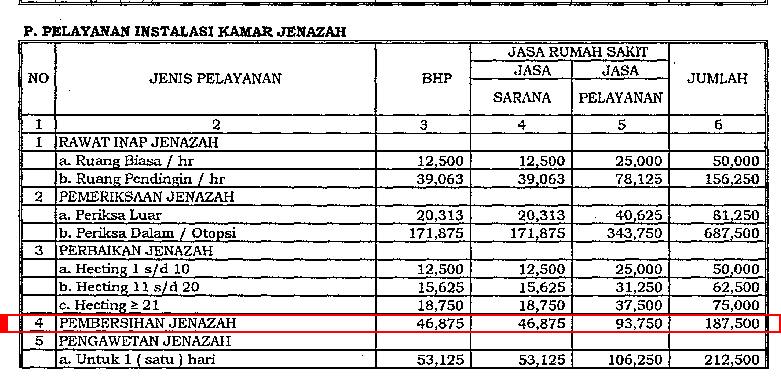 P. PELAYANAN INSTALASI KAMAR JENAZAH
NO JENIS PELAYANAN BHP JASA RUMAH SAKIT JUMLAH
JASA JASA
SARANA PELAYANAN
1 2 3 4 5 6
1 RAWAT INAP JENAZAH
a. Ruang Biasa / hr 12,500 12,500 25,000 50,000
b. Ruang Pendingin / hr 39,063 39,063 78,125 156,250
2 PEMERIKSAAN JENAZAH
a. Periksa Luar 20,313 20,313 40,625 81,250
b. Periksa Dalam / Otopsi 171,875 171,875 343,750 687,500
3 PERBAIKAN JENAZAH
a. Hecting 1 s/d 10 12,500 12,500 25,000 50,000
b. Hecting 11 s/d 20 15,625 15,625 31,250 62,500
c. Hecting ≥ 21 18,750 18,750 37,500 75,000
4 PEMBERSIHAN JENAZAH 46,875 46,875 93,750 187,500
5 PENGAWETAN JENAZAH
a. Untuk 1 ( satu ) hari 53,125 53,125 106,250 212,500